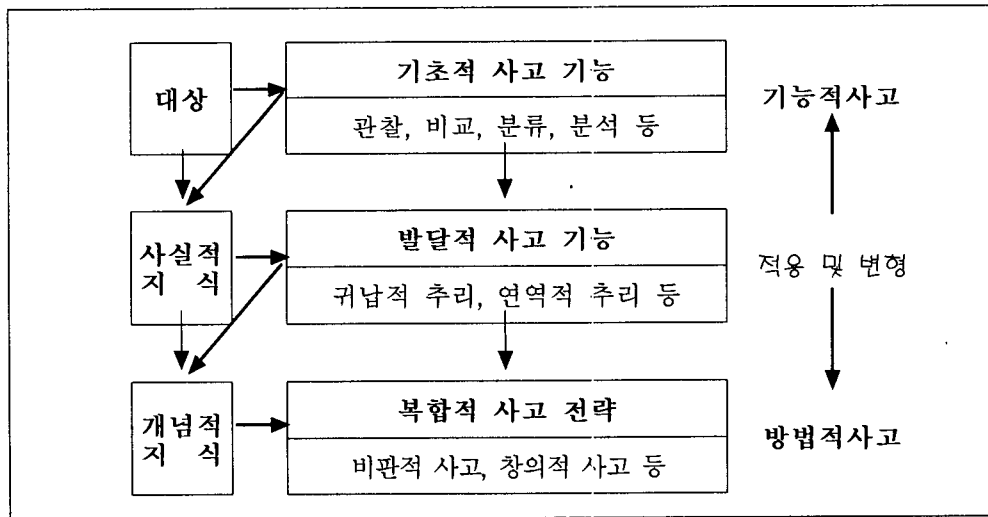 기초적 사고 기능
대상
기능적사고
관찰, 비교, 분류, 분석 등
발달적 사고 기능
사실적
지 식
적용 및 변형
귀납적 추리, 연역적 추리 등
복합적 사고 전략
개념적
지 식
방법적사고
비판적 사고, 창의적 사고 등